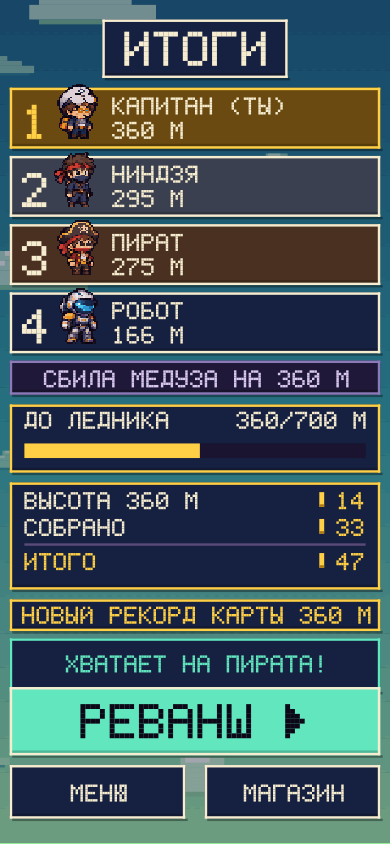 ИТОГИ
1
КАПИТАН (ТЫ)
360 М
2
НИНДЗЯ
295 М
3
ПИРАТ
275 М
4
РОБОТ
166 М
СБИЛА МЕДУЗА НА 360 М
ДО ЛЕДНИКА 360/700 М
ВЫСОТА 360 М 14
СОБРАНО 33
ИТОГО 47
НОВЫЙ РЕКОРД КАРТЫ 360 М
ХВАТАЕТ НА ПИРАТА!
РЕВАНШ
МЕНЮ
МАГАЗИН